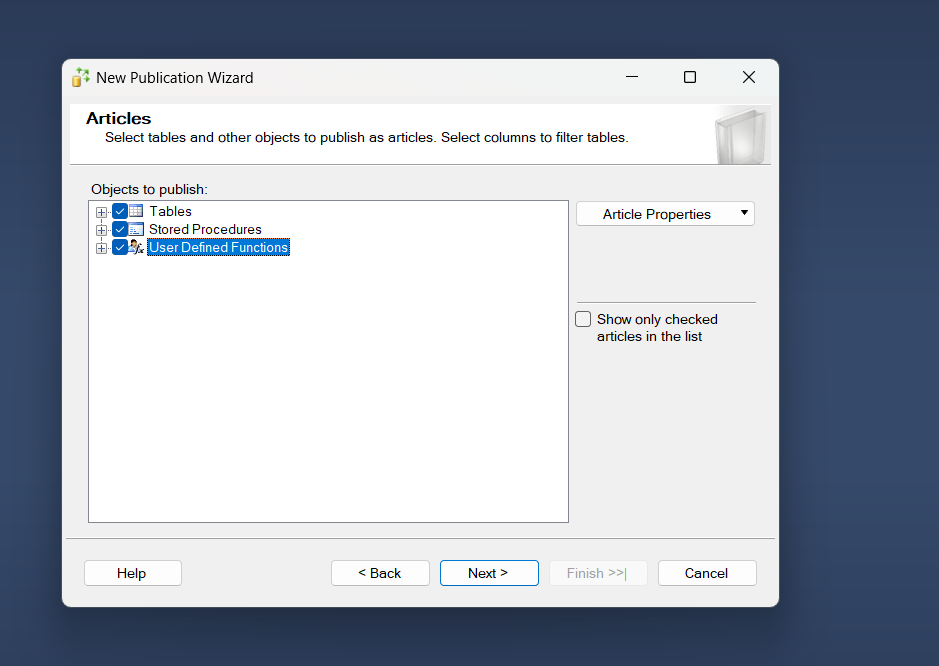 New Publication Wizard
Articles
Select tables and other objects to publish as articles. Select columns to filter tables.
Objects to publish:
Tables
Stored Procedures
User Defined Functions
Article Properties
Show only checked
articles in the list
Help
< Back
Next >
Finish >>|
Cancel